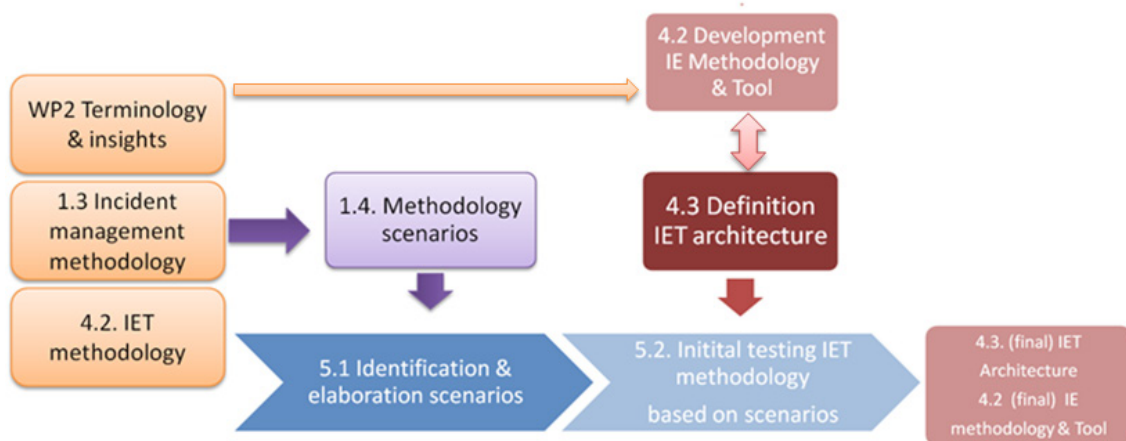 4.2 Development
IE Methodology
& Tool
WP2 Terminology
& insights
1.3 Incident
management
methodology
1.4. Methodology
scenarios
4.3 Definition
IET architecture
4.2. IET
methodology
5.1 Identification &
elaboration scenarios
5.2. Initital testing IET
methodology
based on scenarios
4.3. (final) IET
Architecture
4.2 (final) IE
methodology & Tool